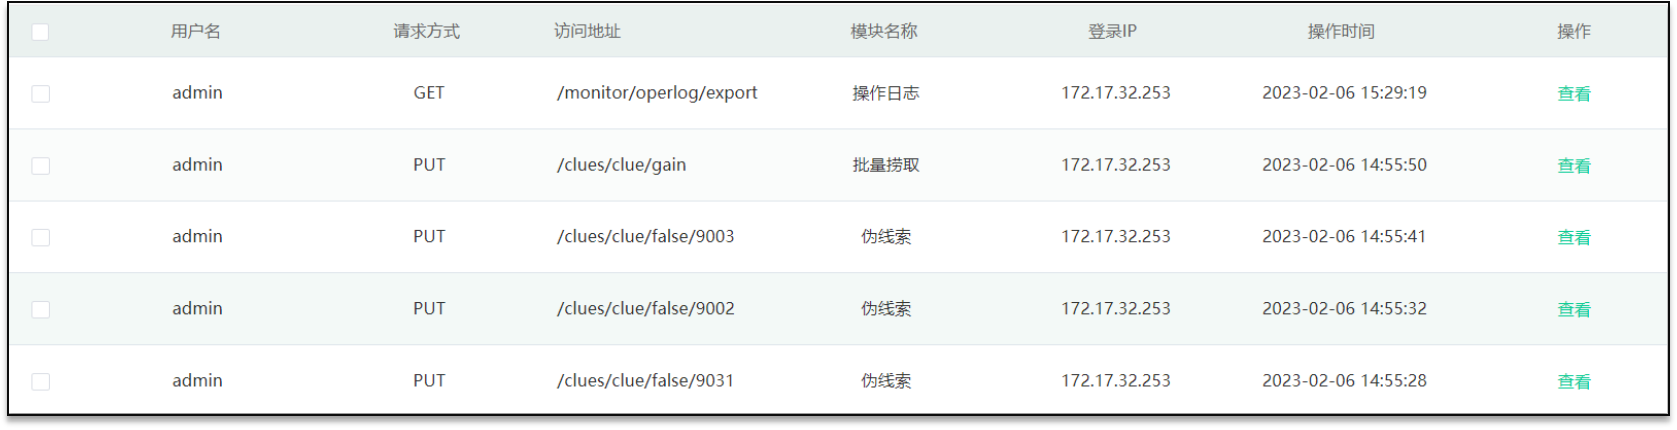 用户名 请求方式 访问地址 模块名称 登录IP 操作时间 操作
admin GET /monitor/operlog/export 操作日志 172.17.32.253 2023-02-06 15:29:19 查看
admin PUT /clues/clue/gain 批量捞取 172.17.32.253 2023-02-06 14:55:50 查看
admin PUT /clues/clue/false/9003 伪线索 172.17.32.253 2023-02-06 14:55:41 查看
admin PUT /clues/clue/false/9002 伪线索 172.17.32.253 2023-02-06 14:55:32 查看
admin PUT /clues/clue/false/9031 伪线索 172.17.32.253 2023-02-06 14:55:28 查看